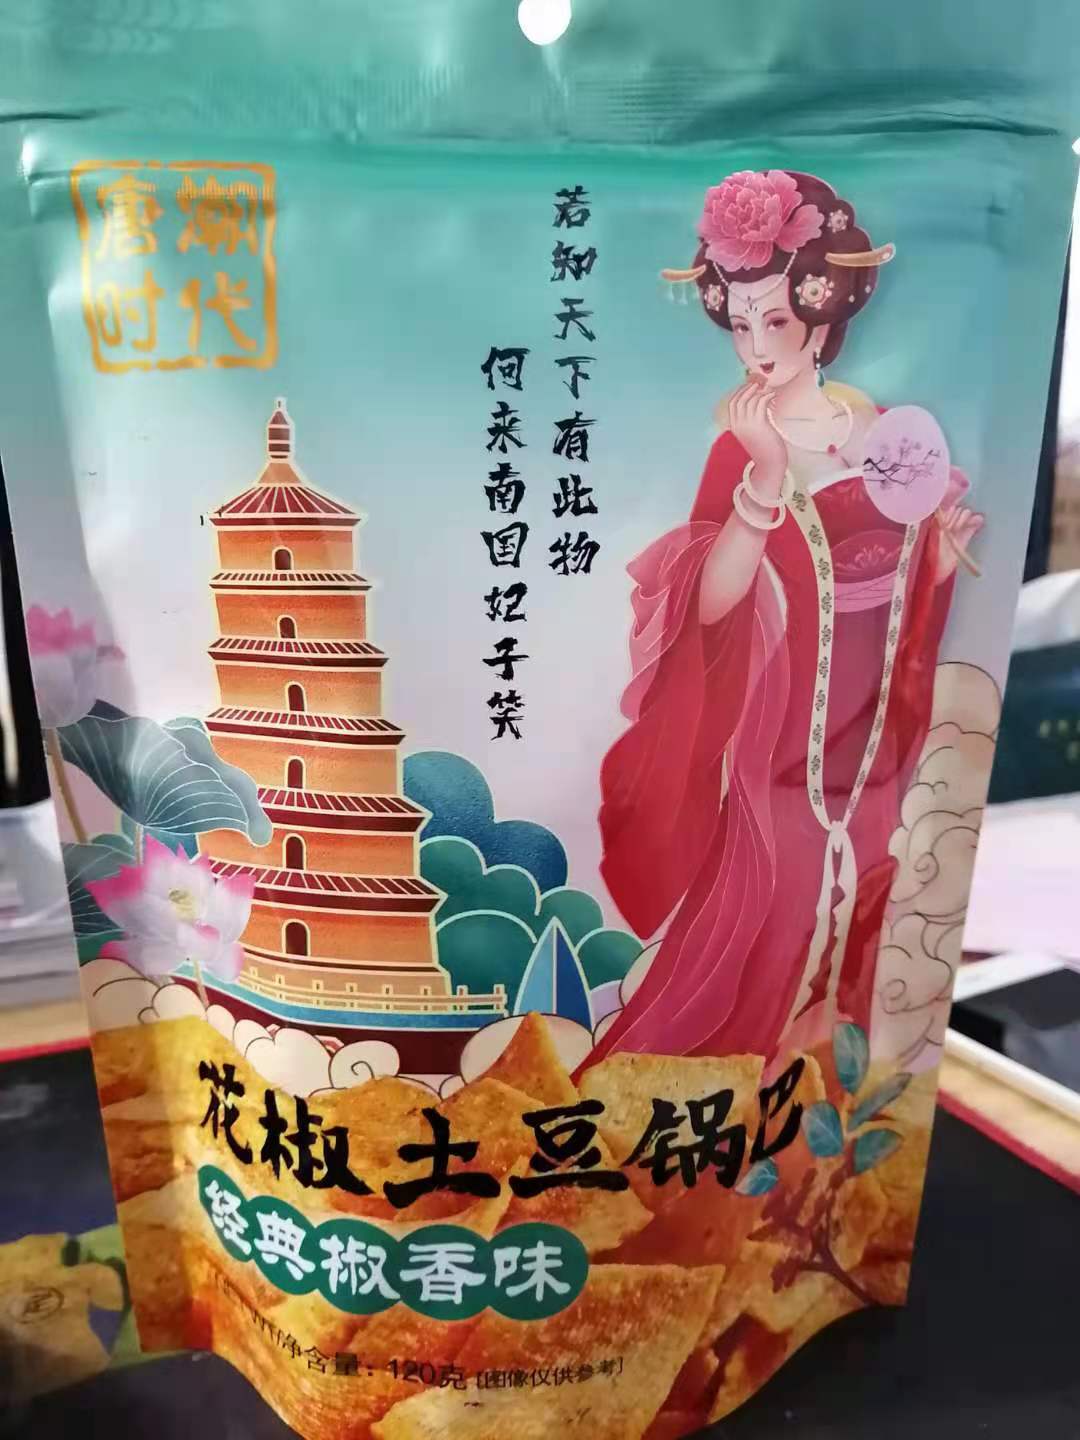 唐潮
时代
若知天下有此物
何来南国妃子笑
花椒土豆锅巴
经典椒香味
净含量：120克 [图像仅供参考]